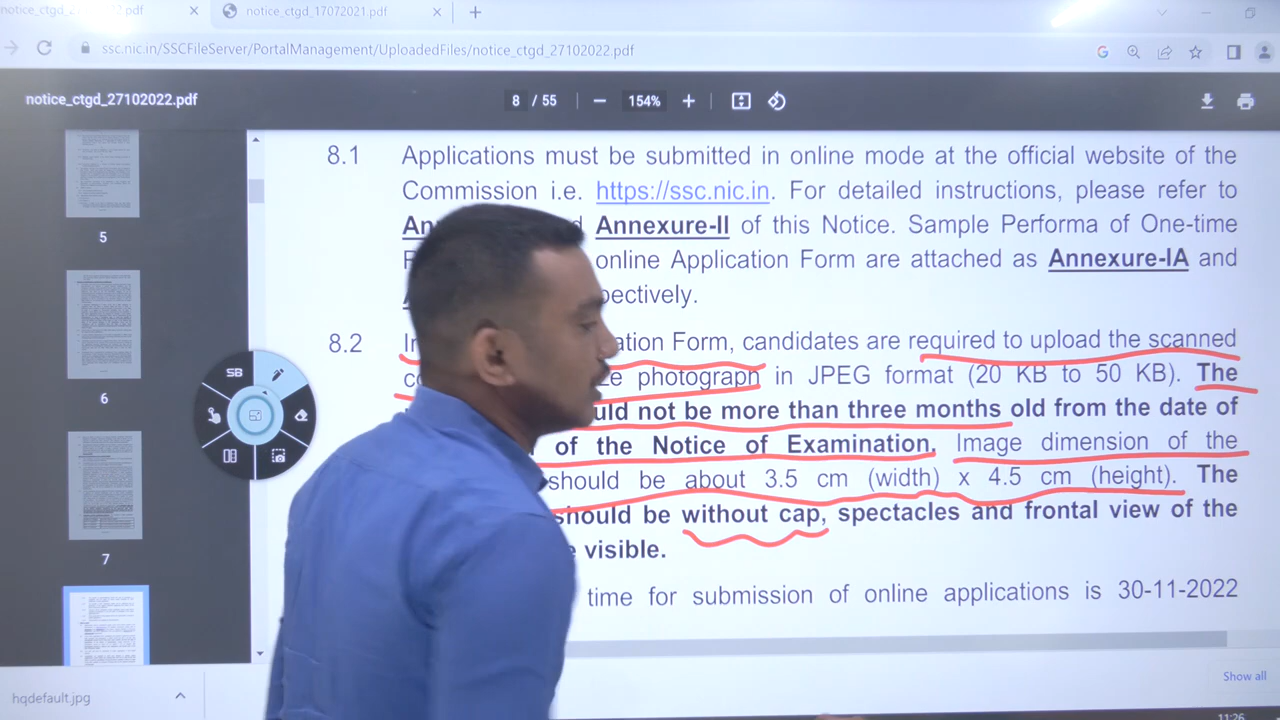 notice_ctgd_2 pdf
notice_ctgd_17072021.pdf
ssc.nic.in/SSCFileServer/PortalManagement/UploadedFiles/notice_ctgd_27102022.pdf
notice_ctgd_27102022.pdf
8 / 55
154%
8.1 Applications must be submitted in online mode at the official website of the
Commission i.e. https://ssc.nic.in. For detailed instructions, please refer to
An Annexure-II of this Notice. Sample Performa of One-time
online Application Form are attached as Annexure-IA and
pectively.
8.2 ation Form, candidates are required to upload the scanned
photograph in JPEG format (20 KB to 50 KB). The
uld not be more than three months old from the date of
of the Notice of Examination. Image dimension of the
should be about 3.5 cm (width) x 4.5 cm (height). The
should be without cap, spectacles and frontal view of the
visible.
time for submission of online applications is 30-11-2022
5
6
7
SB
hqdefault.jpg
Show all
11:26